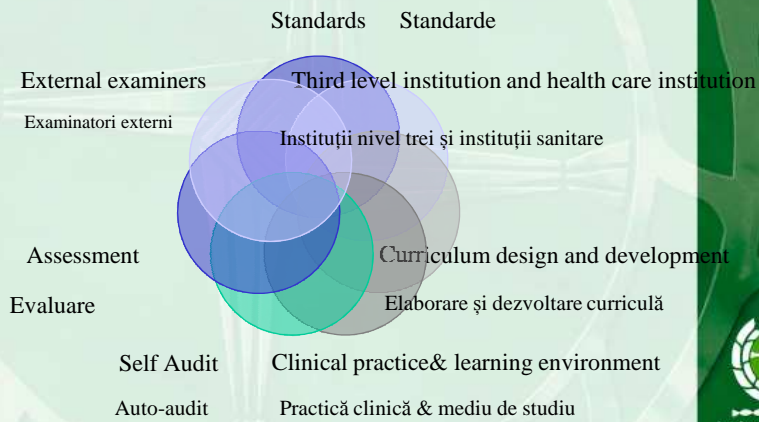 Standards Standarde
External examiners Third level institution and health care institution
Examinatori externi
Instituții nivel trei și instituții sanitare
Assessment Curriculum design and development
Evaluare Elaborare și dezvoltare curriculă
Self Audit Clinical practice& learning environment
Auto-audit Practică clinică & mediu de studiu